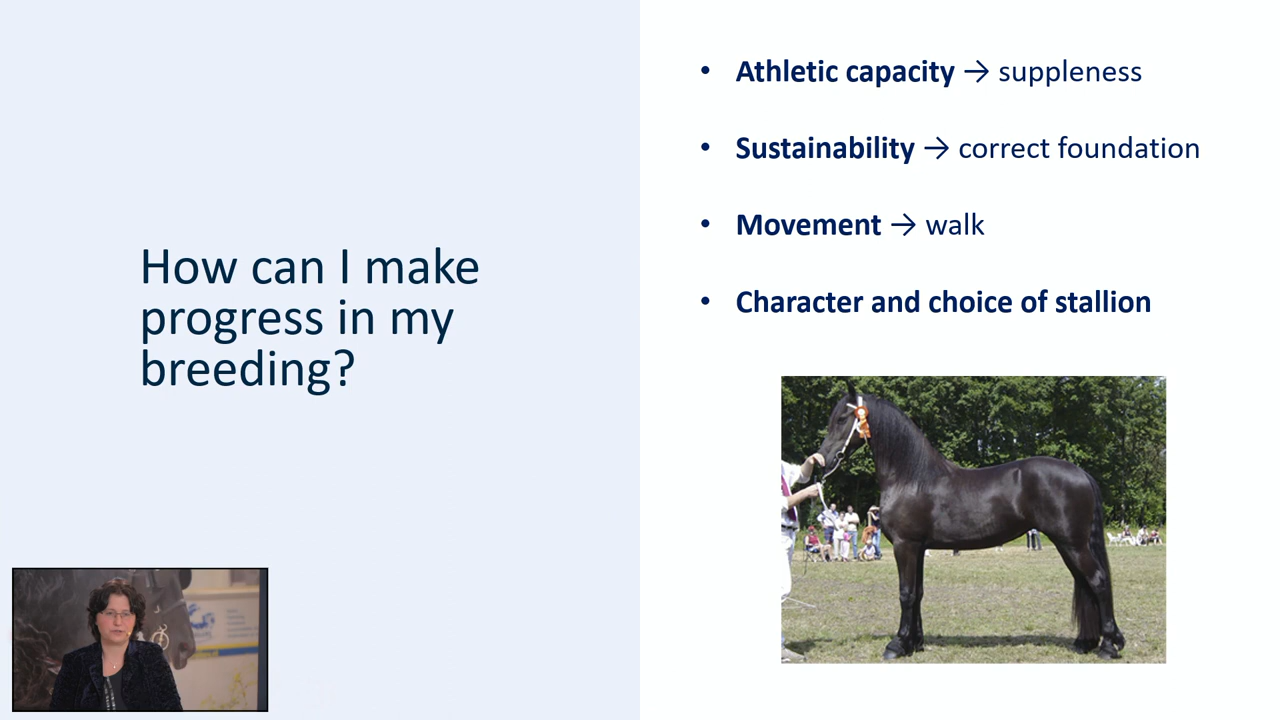 How can I make
progress in my
breeding?
• Athletic capacity → suppleness
• Sustainability → correct foundation
• Movement → walk
• Character and choice of stallion